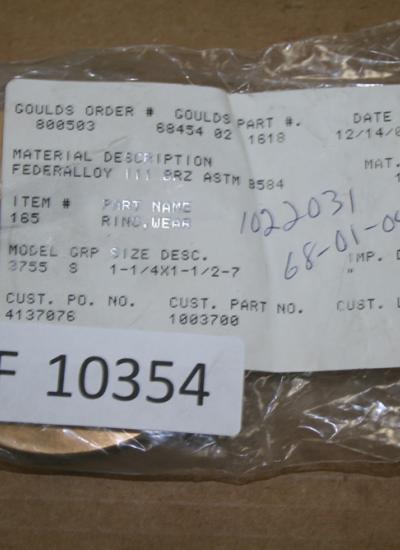 GOULDS ORDER # GOULDS PART #. DATE
800503 68454 02 1618 12/14/0
MATERIAL DESCRIPTION MAT.
FEDERALLOY III BRZ ASTM B584 1
ITEM # PART NAME
165 RING, WEAR
1022031
68-01-04
MODEL GRP SIZE DESC. IMP. D
3755 S 1-1/4X1-1/2-7 "
CUST. PO. NO. CUST. PART NO. CUST. L
4137076 1003700
F 10354